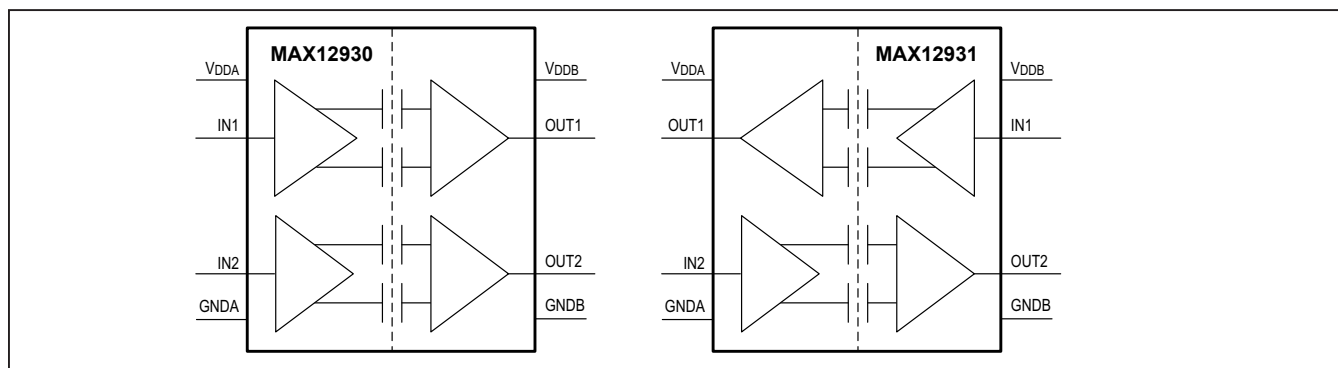 MAX12930
VDDA
VDDB
IN1
OUT1
IN2
OUT2
GNDA
GNDB
MAX12931
VDDA
VDDB
OUT1
IN1
IN2
OUT2
GNDA
GNDB